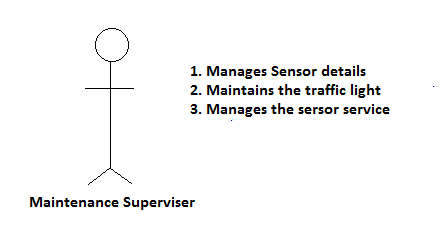 1. Manages Sensor details
2. Maintains the traffic light
3. Manages the sersor service
Maintenance Superviser